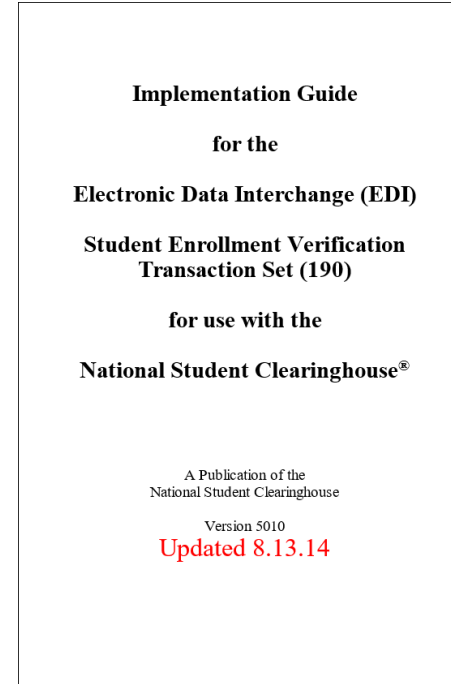 Implementation Guide
for the
Electronic Data Interchange (EDI)
Student Enrollment Verification
Transaction Set (190)
for use with the
National Student Clearinghouse®
A Publication of the
National Student Clearinghouse
Version 5010
Updated 8.13.14